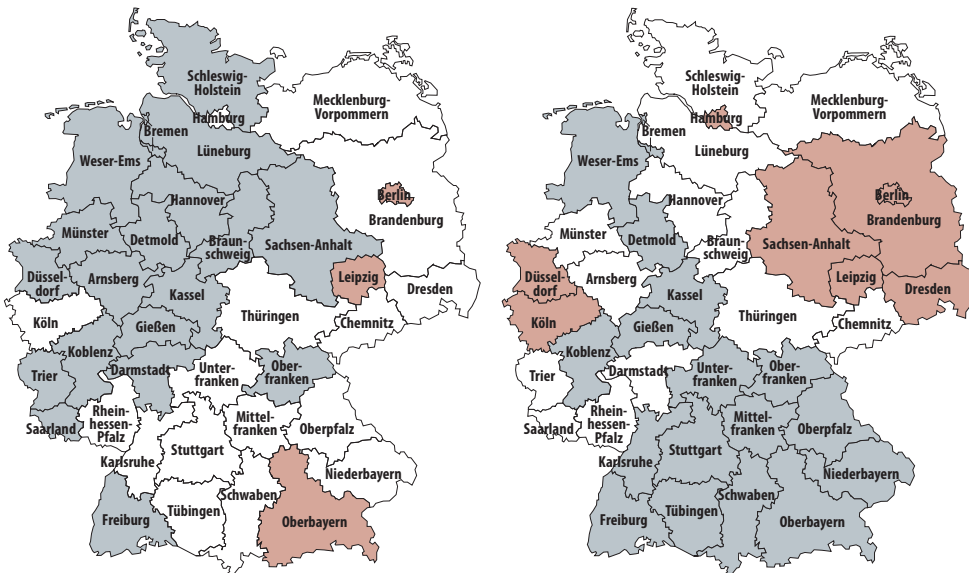 Schleswig-
Holstein
Mecklenburg-
Vorpommern
Hamburg
Bremen
Lüneburg
Weser-Ems
Berlin
Hannover
Brandenburg
Münster
Detmold
Braun-
schweig
Sachsen-Anhalt
Düssel-
dorf
Arnsberg
Leipzig
Kassel
Dresden
Köln
Gießen
Thüringen
Chemnitz
Koblenz
Trier
Darmstadt
Unter-
franken
Ober-
franken
Saarland
Rhein-
hessen-
Pfalz
Mittel-
franken
Oberpfalz
Karlsruhe
Stuttgart
Niederbayern
Schwaben
Freiburg
Tübingen
Oberbayern
Schleswig-
Holstein
Mecklenburg-
Vorpommern
Hamburg
Bremen
Lüneburg
Weser-Ems
Berlin
Hannover
Brandenburg
Münster
Detmold
Braun-
schweig
Sachsen-Anhalt
Düssel-
dorf
Arnsberg
Leipzig
Kassel
Dresden
Köln
Gießen
Thüringen
Chemnitz
Koblenz
Trier
Darmstadt
Unter-
franken
Ober-
franken
Saarland
Rhein-
hessen-
Pfalz
Mittel-
franken
Oberpfalz
Karlsruhe
Stuttgart
Niederbayern
Schwaben
Freiburg
Tübingen
Oberbayern